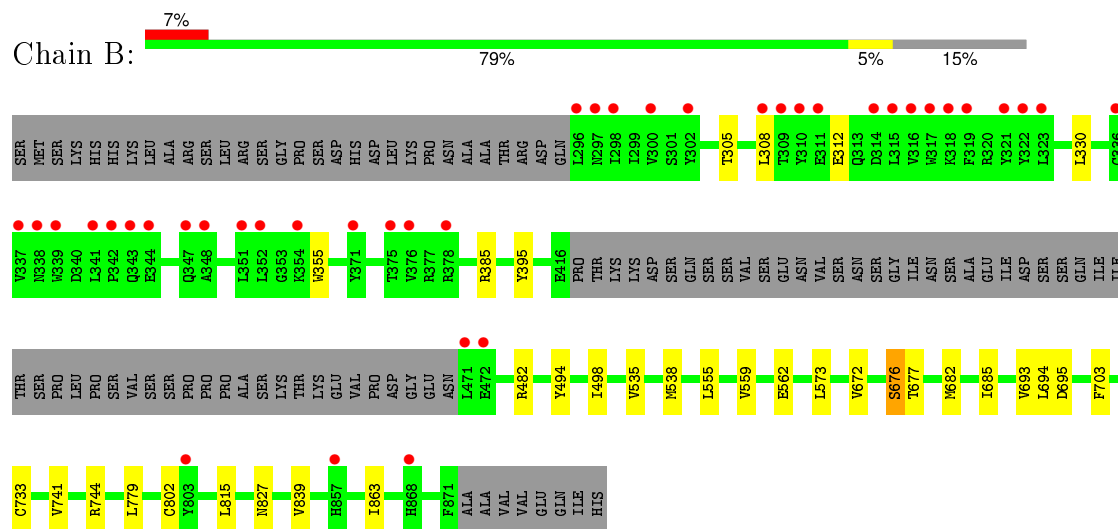 7%
Chain B:
79% 5% 15%
SER MET SER LYS HIS HIS LYS LEU ALA ARG SER LEU ARG SER GLY PRO SER ASP HIS ASP LEU LYS PRO ASN ALA ALA THR ARG ASP GLN L296 N297 I298 I299 V300 S301 Y302 T305 L308 T309 Y310 E311 E312 Q313 D314 L315 V316 W317 K318 F319 R320 Y321 Y322 L323 L330 C336
V337 N338 W339 D340 L341 P342 Q343 E344 Q347 A348 L351 L352 G353 K354 W355 Y371 T375 V376 R377 R378 R385 Y395 E416 PRO THR LYS LYS ASP SER GLN SER SER VAL SER GLU ASN VAL SER ASN SER GLY ILE ASN SER ALA GLU ILE ASP SER SER GLN ILE ILE
THR SER PRO LEU PRO SER VAL SER SER PRO PRO PRO ALA SER LYS THR LYS GLU VAL PRO ASP GLY GLU ASN L471 E472 R482 Y494 I498 V535 M538 L555 V559 E562 L573 V672 S676 T677 M682 I685 V693 L694 D695 F703
C733 V741 R744 L779 C802 Y803 L815 N827 V839 H857 I863 H868 F871 ALA ALA VAL VAL GLU GLN ILE HIS